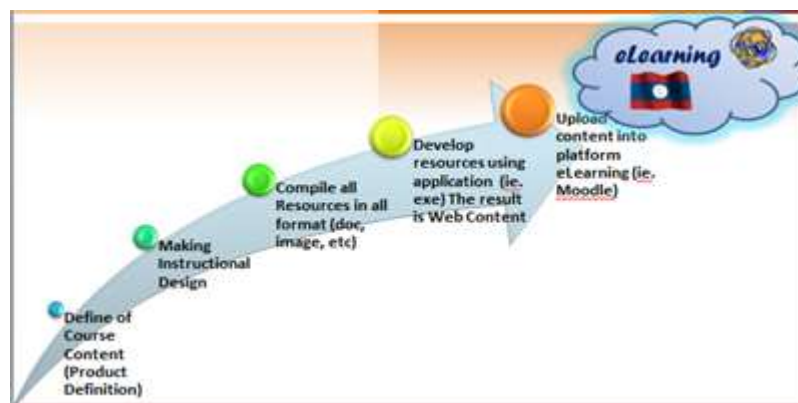 eLearning
Define of
Course
Content
(Product
Definition)
Making
Instructional
Design
Compile all
Resources in all
format (doc,
image, etc)
Develop
resources using
application (ie.
exe) The result
is Web Content
Upload
content into
platform
eLearning (ie.
Moodle)